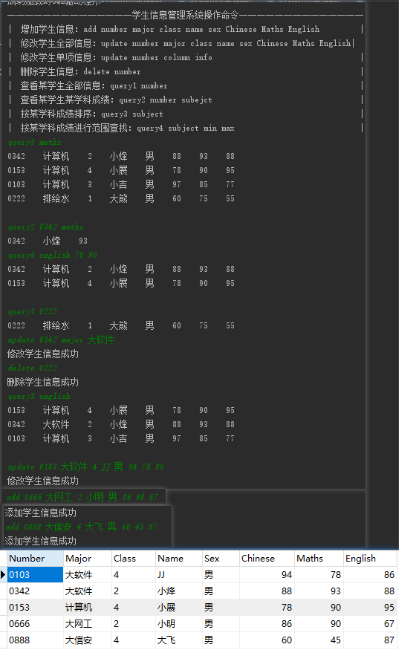 学生信息管理系统操作命令
| 增加学生信息: add number major class name sex Chinese Maths English |
| 修改学生全部信息: update number major class name sex Chinese Maths English|
| 修改学生单项信息: update number column info |
| 删除学生信息: delete number |
| 查看某学生全部信息: query1 number |
| 查看某学生某学科成绩: query2 number subejct |
| 按某学科成绩排序: query3 subject |
| 按某学科成绩进行范围查找: query4 subject min max |
query3 maths
0342 计算机 2 小烽 男 88 93 88
0153 计算机 4 小展 男 78 90 95
0103 计算机 3 小吉 男 97 85 77
0222 排给水 1 大懿 男 60 75 55
query2 0342 maths
0342 小烽 93
query4 english 78 99
0342 计算机 2 小烽 男 88 93 88
0153 计算机 4 小展 男 78 90 95
query1 0222
0222 排给水 1 大懿 男 60 75 55
update 0342 major 大软件
修改学生信息成功
delete 0222
删除学生信息成功
query3 english
0153 计算机 4 小展 男 78 90 95
0342 大软件 2 小烽 男 88 93 88
0103 计算机 3 小吉 男 97 85 77
update 0103 大软件 4 JJ 男 94 78 86
修改学生信息成功
add 0666 大网工 2 小明 男 86 90 67
添加学生信息成功
add 0888 大信安 4 大飞 男 60 45 87
添加学生信息成功
Number Major Class Name Sex Chinese Maths English
0103 大软件 4 JJ 男 94 78 86
0342 大软件 2 小烽 男 88 93 88
0153 计算机 4 小展 男 78 90 95
0666 大网工 2 小明 男 86 90 67
0888 大信安 4 大飞 男 60 45 87